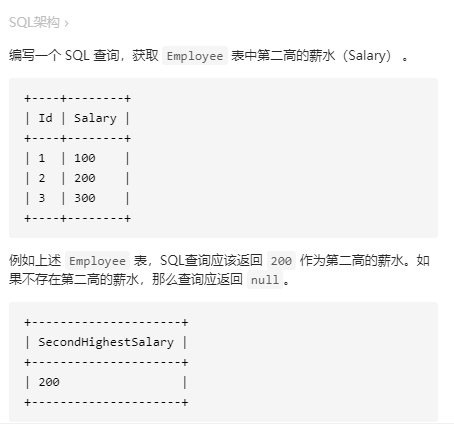 SQL架构 ›
编写一个 SQL 查询，获取 Employee 表中第二高的薪水（Salary） 。
+----+--------+
| Id | Salary |
+----+--------+
| 1  | 100    |
| 2  | 200    |
| 3  | 300    |
+----+--------+
例如上述 Employee 表，SQL查询应该返回 200 作为第二高的薪水。如
果不存在第二高的薪水，那么查询应返回 null。
+---------------------+
| SecondHighestSalary |
+---------------------+
| 200                 |
+---------------------+